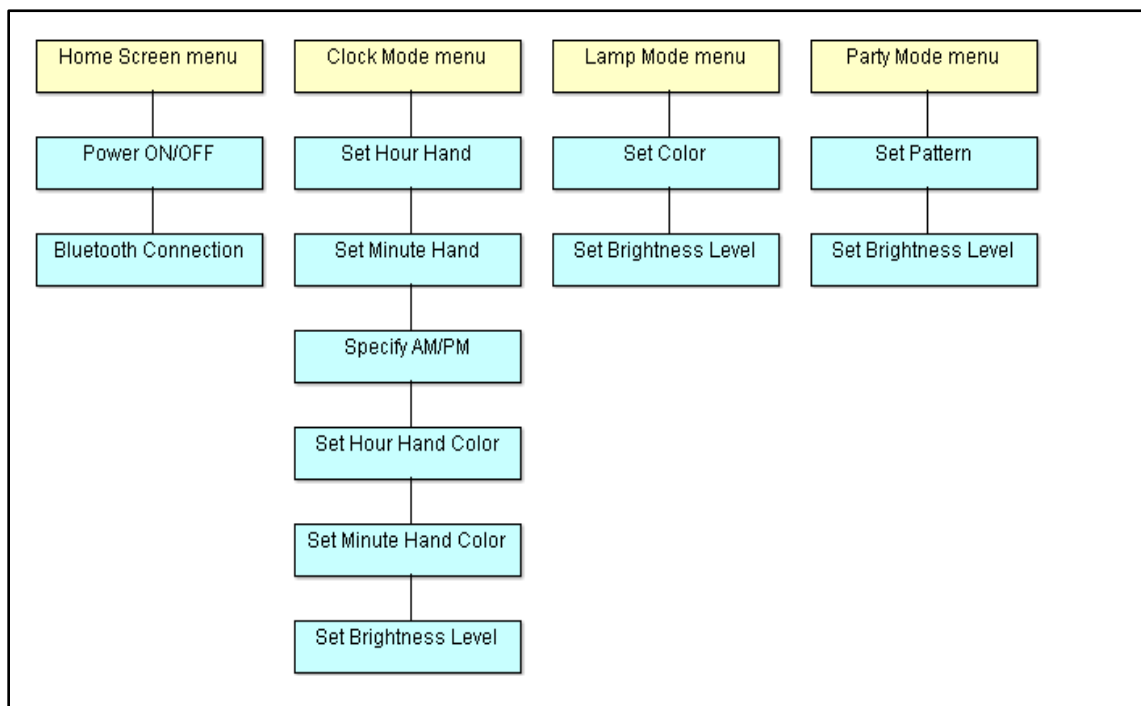 Home Screen menu
Power ON/OFF
Bluetooth Connection
Clock Mode menu
Set Hour Hand
Set Minute Hand
Specify AM/PM
Set Hour Hand Color
Set Minute Hand Color
Set Brightness Level
Lamp Mode menu
Set Color
Set Brightness Level
Party Mode menu
Set Pattern
Set Brightness Level